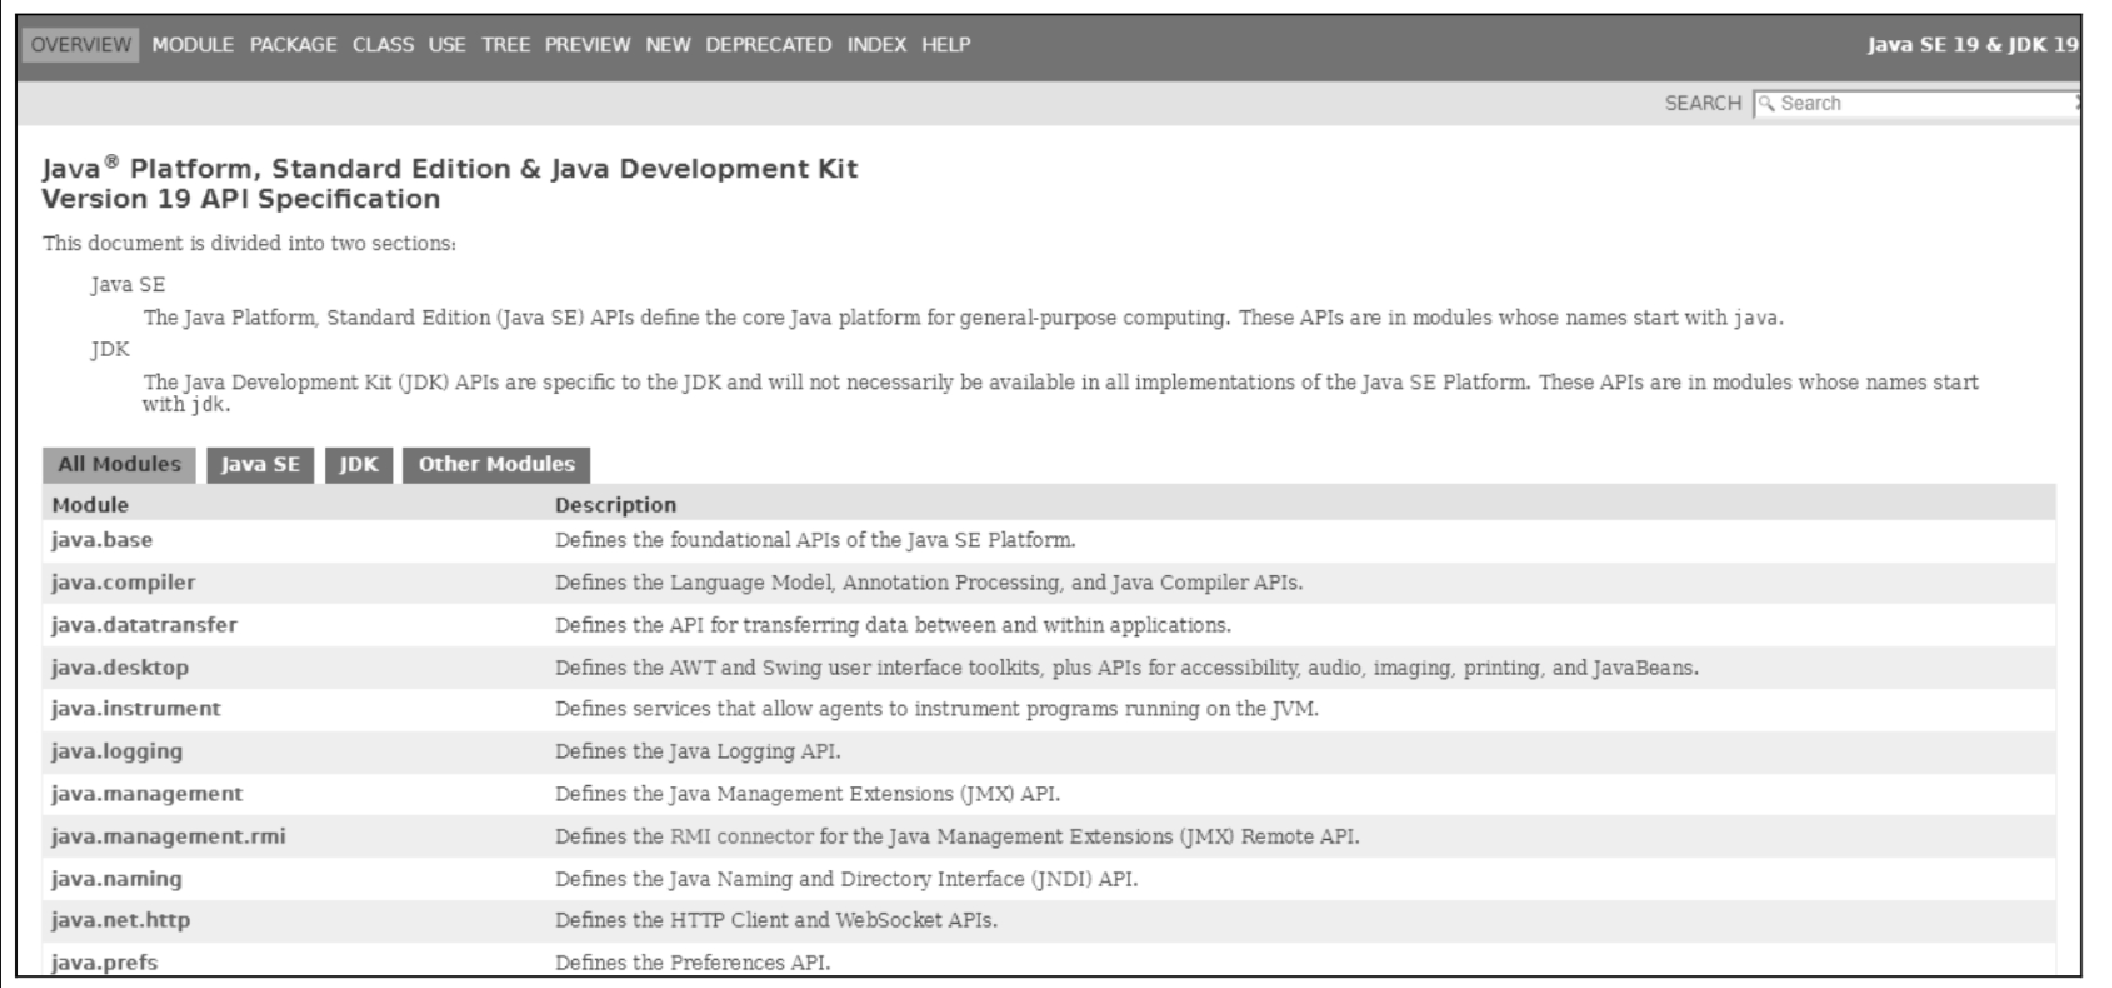 OVERVIEW MODULE PACKAGE CLASS USE TREE PREVIEW NEW DEPRECATED INDEX HELP Java SE 19 & JDK 19
SEARCH Search
Java® Platform, Standard Edition & Java Development Kit
Version 19 API Specification
This document is divided into two sections:
Java SE
The Java Platform, Standard Edition (Java SE) APIs define the core Java platform for general-purpose computing. These APIs are in modules whose names start with java.
JDK
The Java Development Kit (JDK) APIs are specific to the JDK and will not necessarily be available in all implementations of the Java SE Platform. These APIs are in modules whose names start
with jdk.
All Modules Java SE JDK Other Modules
Module Description
java.base Defines the foundational APIs of the Java SE Platform.
java.compiler Defines the Language Model, Annotation Processing, and Java Compiler APIs.
java.datatransfer Defines the API for transferring data between and within applications.
java.desktop Defines the AWT and Swing user interface toolkits, plus APIs for accessibility, audio, imaging, printing, and JavaBeans.
java.instrument Defines services that allow agents to instrument programs running on the JVM.
java.logging Defines the Java Logging API.
java.management Defines the Java Management Extensions (JMX) API.
java.management.rmi Defines the RMI connector for the Java Management Extensions (JMX) Remote API.
java.naming Defines the Java Naming and Directory Interface (JNDI) API.
java.net.http Defines the HTTP Client and WebSocket APIs.
java.prefs Defines the Preferences API.